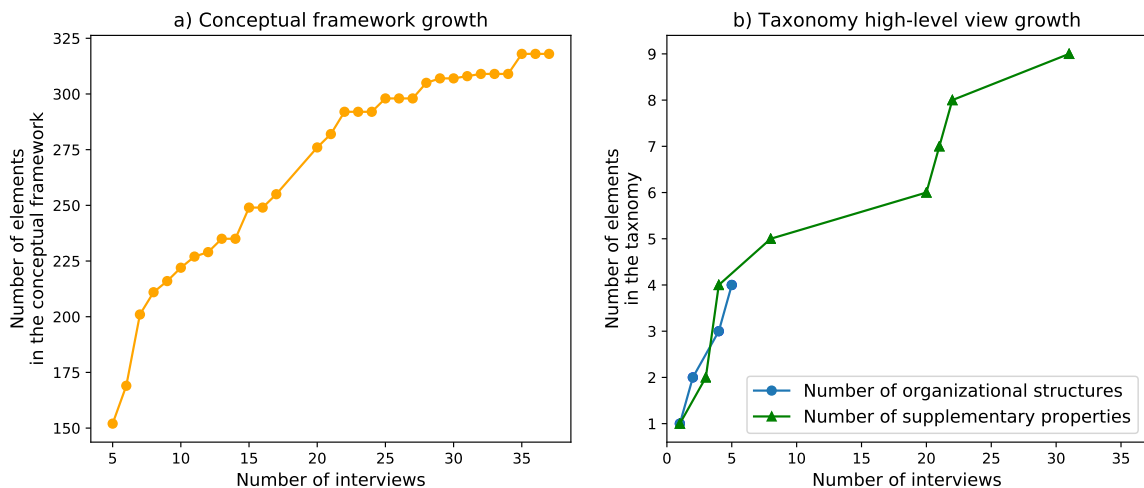 a) Conceptual framework growth
Number of elements
in the conceptual framework
325
300
275
250
225
200
175
150
5 10 15 20 25 30 35
Number of interviews
b) Taxonomy high-level view growth
Number of elements
in the taxonomy
9
8
7
6
5
4
3
2
1
Number of organizational structures
Number of supplementary properties
0 5 10 15 20 25 30 35
Number of interviews